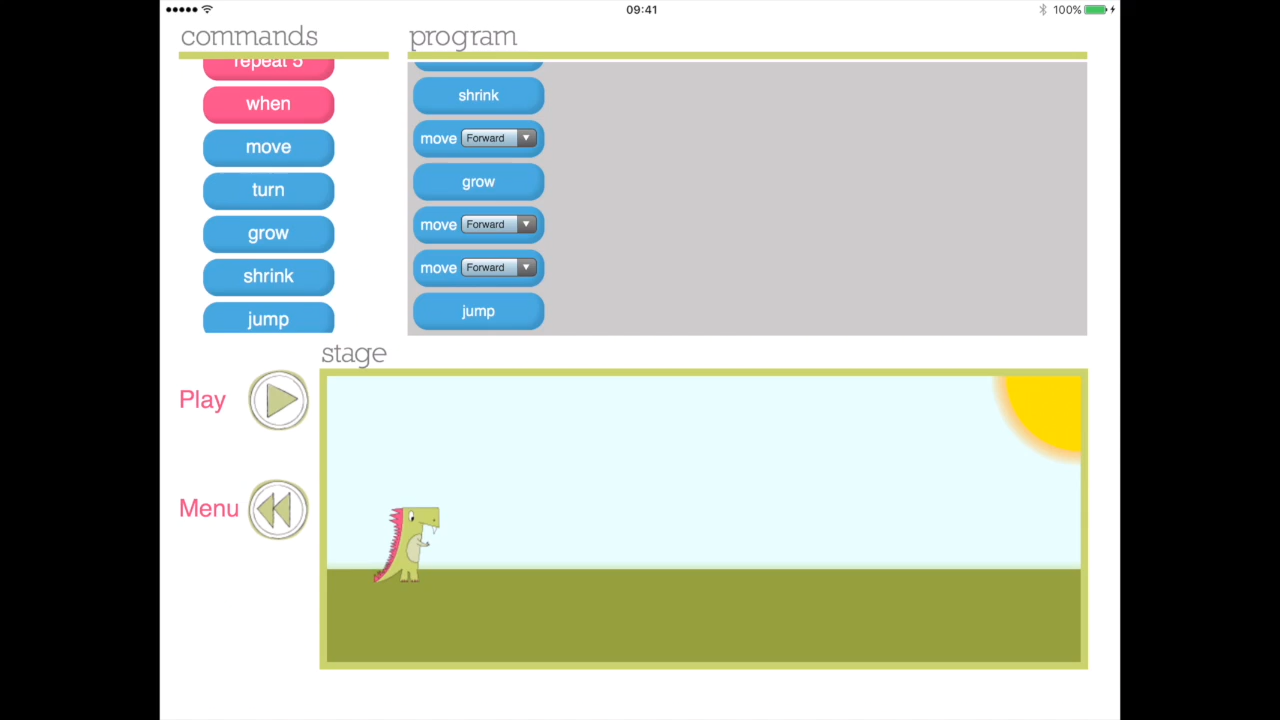 09:41
100%
commands
program
repeat 5
when
move
turn
grow
shrink
jump
shrink
move Forward
grow
move Forward
move Forward
jump
stage
Play
Menu